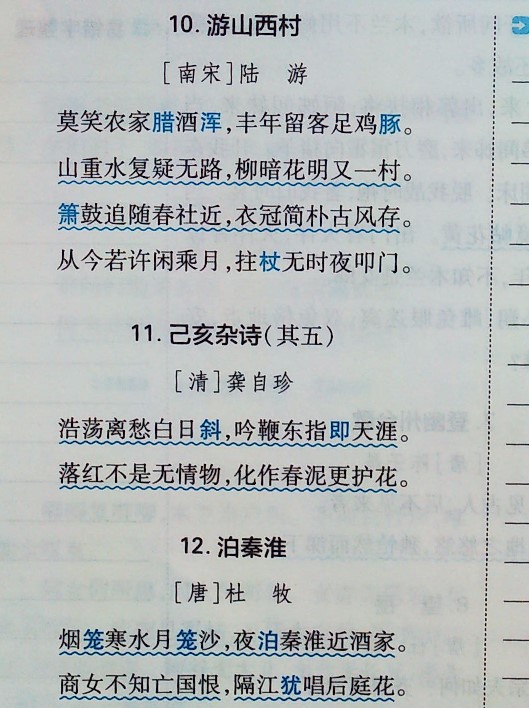 10. 游山西村
[南宋]陆 游
莫笑农家腊酒浑,丰年留客足鸡豚。
山重水复疑无路,柳暗花明又一村。
箫鼓追随春社近,衣冠简朴古风存。
从今若许闲乘月,拄杖无时夜叩门。
11. 己亥杂诗(其五)
[清]龚自珍
浩荡离愁白日斜,吟鞭东指即天涯。
落红不是无情物,化作春泥更护花。
12. 泊秦淮
[唐]杜 牧
烟笼寒水月笼沙,夜泊秦淮近酒家。
商女不知亡国恨,隔江犹唱后庭花。